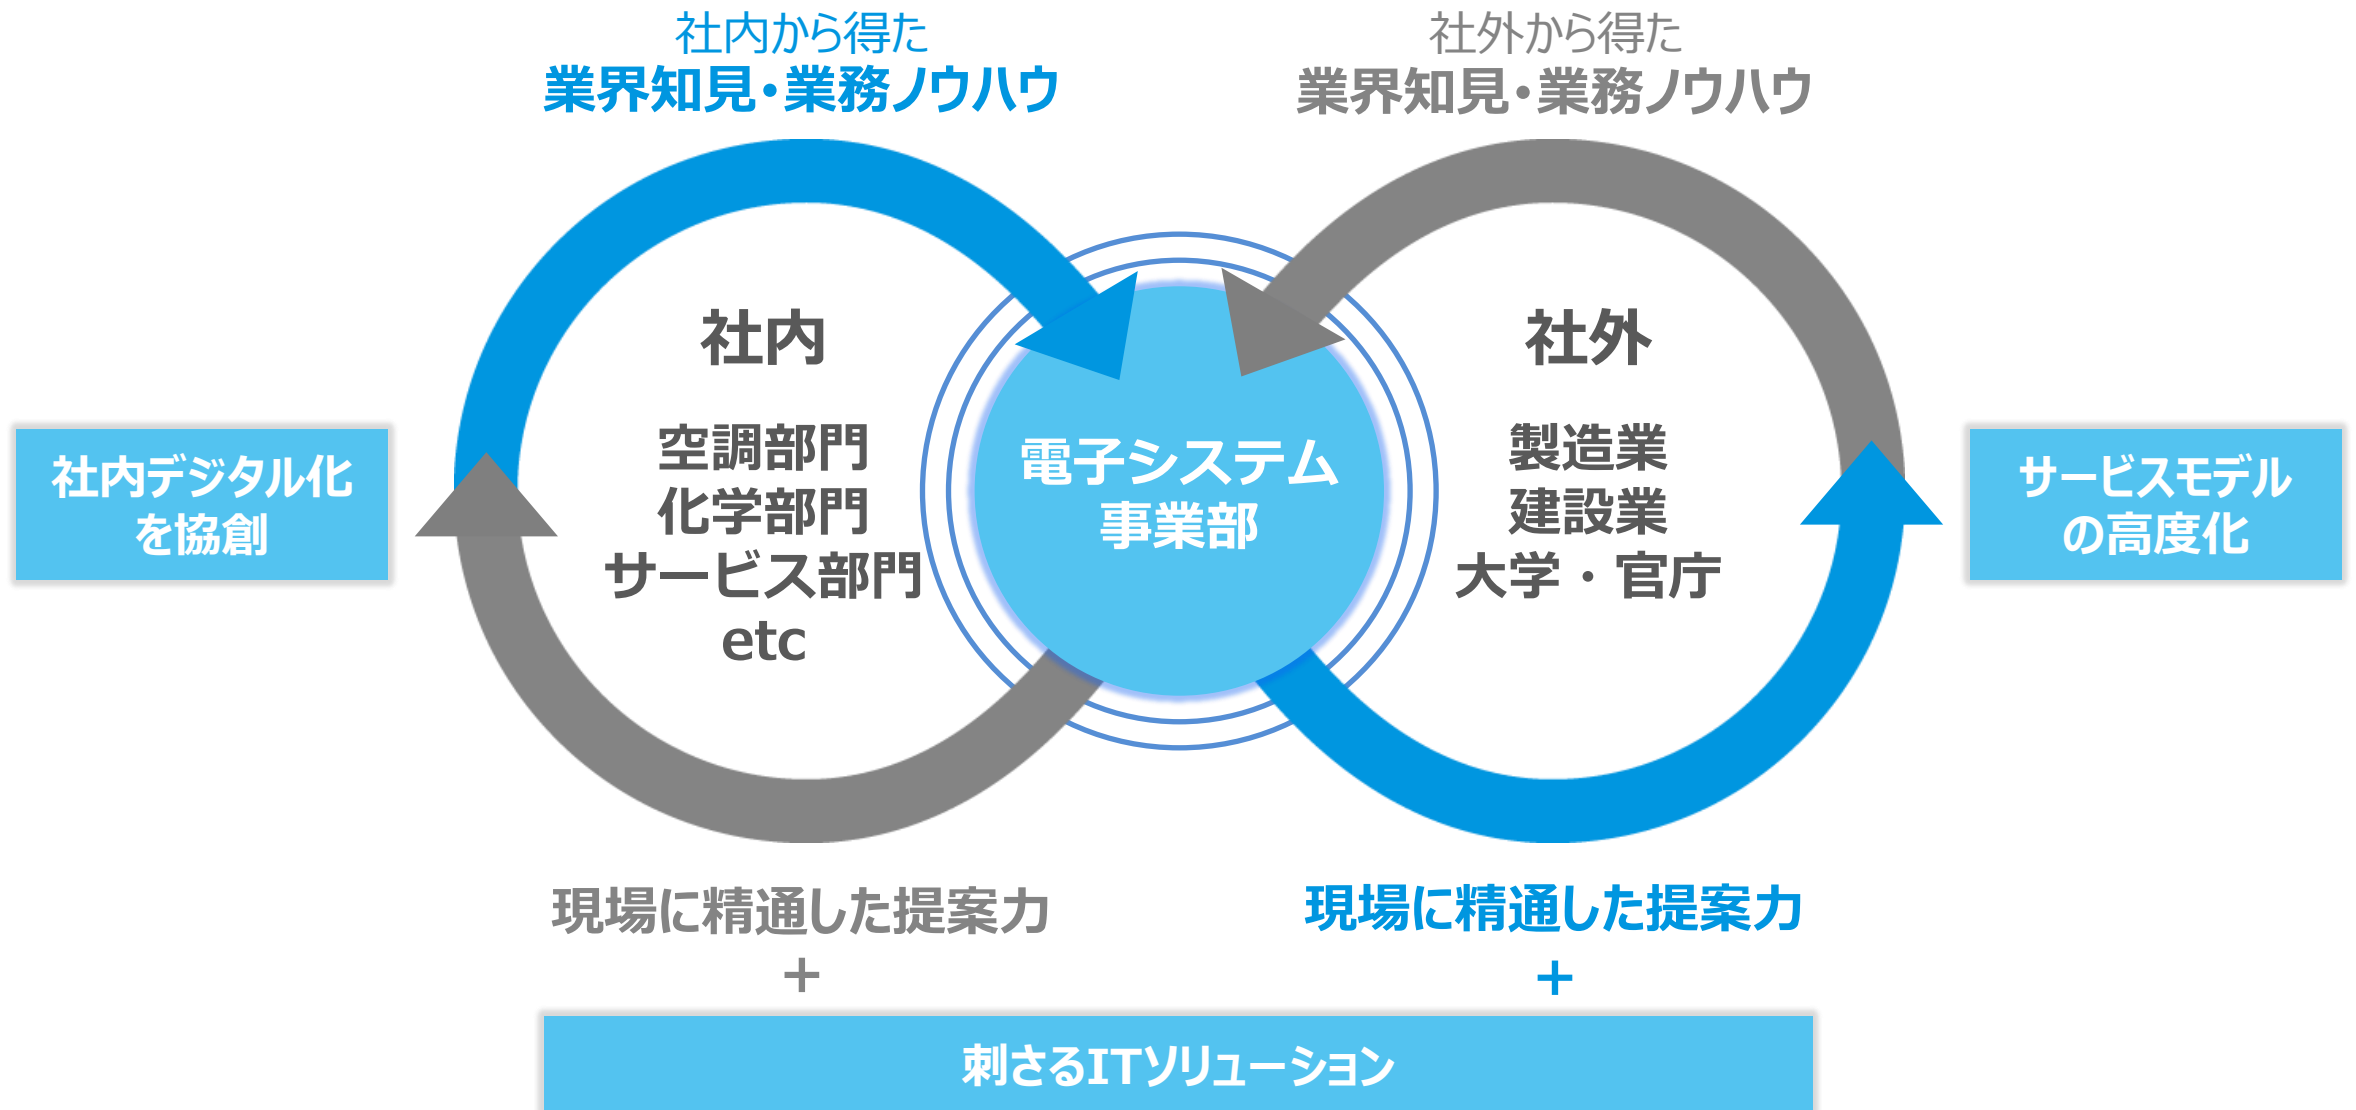 社内から得た
業界知見・業務ノウハウ
社外から得た
業界知見・業務ノウハウ
社内
空調部門
化学部門
サービス部門
etc
電子システム
事業部
社外
製造業
建設業
大学・官庁
社内デジタル化
を協創
サービスモデル
の高度化
現場に精通した提案力
+
現場に精通した提案力
+
刺さるITソリューション